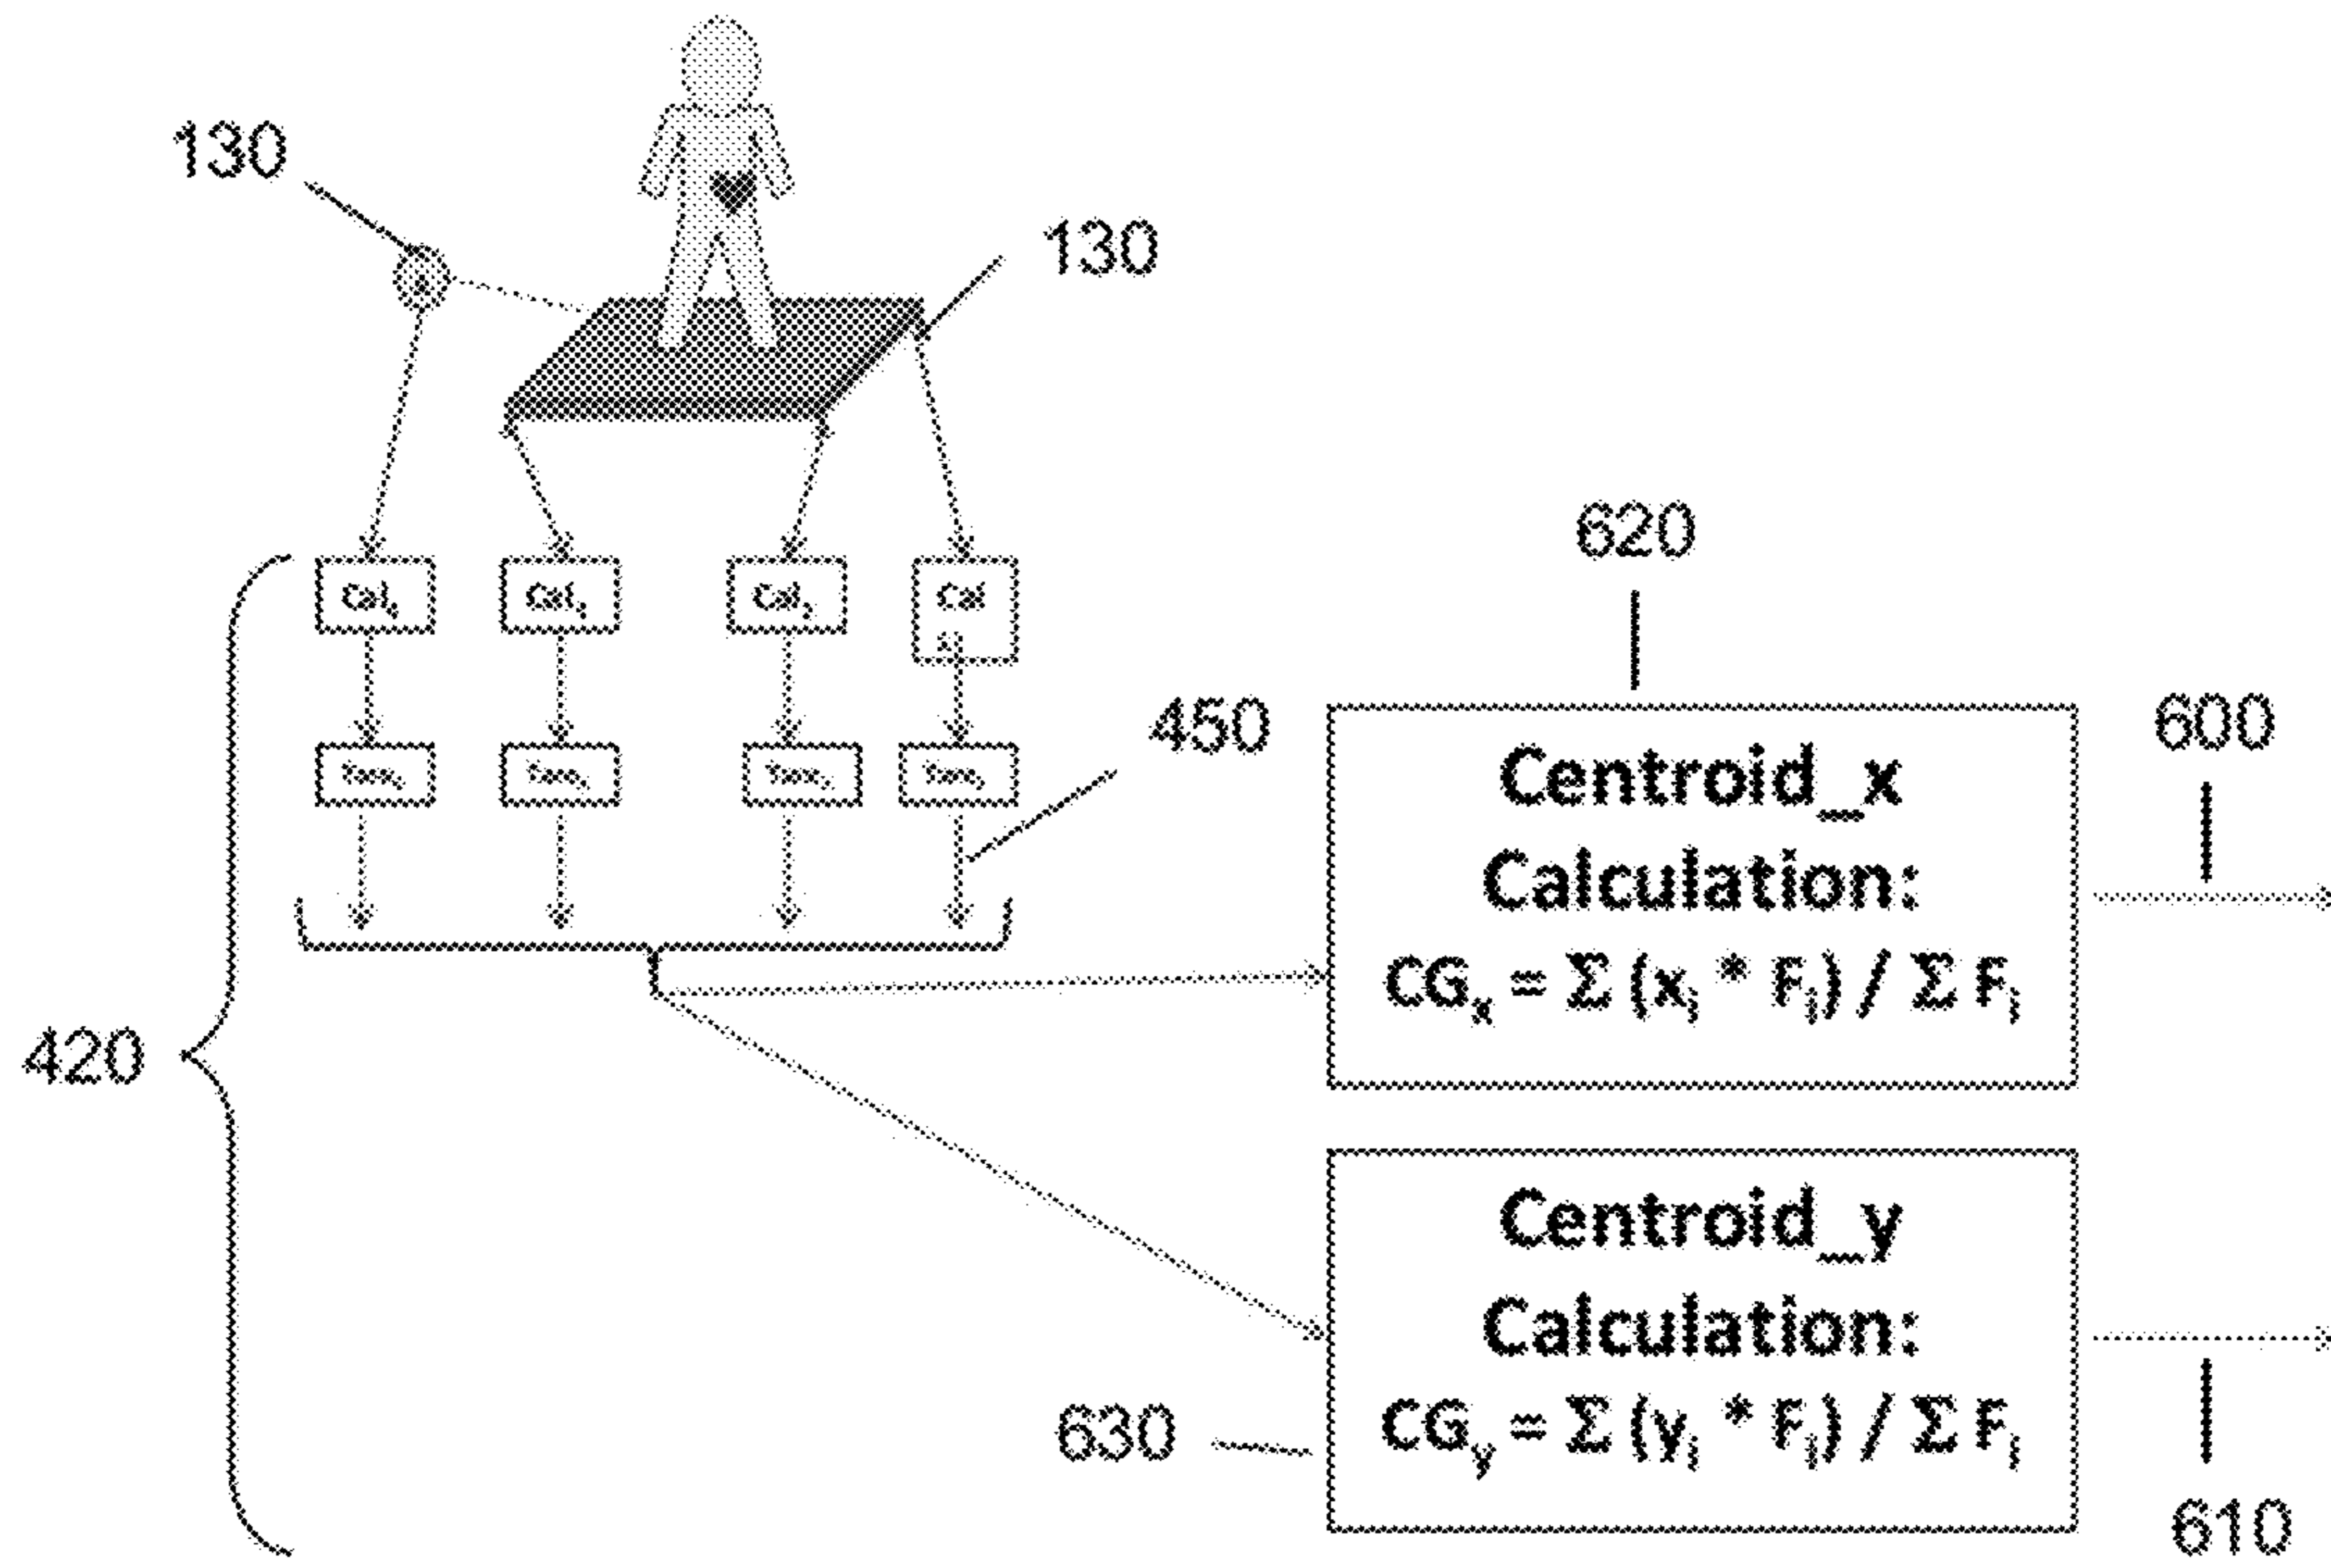 130
130
620
Cal
450
600
Centroid_x
Calculation:
CGx = Σ (xi * Fi) / Σ Fi
420
Centroid_y
Calculation:
CGy = Σ (yi * Fi) / Σ Fi
630
610